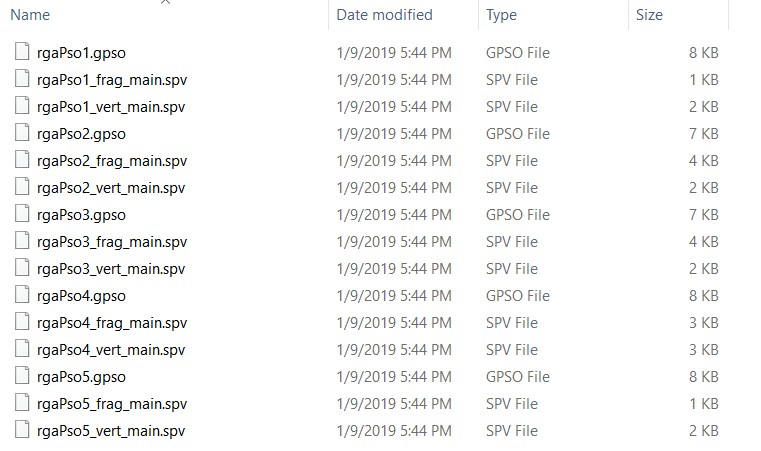 Name Date modified Type Size
rgaPso1.gpso 1/9/2019 5:44 PM GPSO File 8 KB
rgaPso1_frag_main.spv 1/9/2019 5:44 PM SPV File 1 KB
rgaPso1_vert_main.spv 1/9/2019 5:44 PM SPV File 2 KB
rgaPso2.gpso 1/9/2019 5:44 PM GPSO File 7 KB
rgaPso2_frag_main.spv 1/9/2019 5:44 PM SPV File 4 KB
rgaPso2_vert_main.spv 1/9/2019 5:44 PM SPV File 2 KB
rgaPso3.gpso 1/9/2019 5:44 PM GPSO File 7 KB
rgaPso3_frag_main.spv 1/9/2019 5:44 PM SPV File 4 KB
rgaPso3_vert_main.spv 1/9/2019 5:44 PM SPV File 2 KB
rgaPso4.gpso 1/9/2019 5:44 PM GPSO File 8 KB
rgaPso4_frag_main.spv 1/9/2019 5:44 PM SPV File 3 KB
rgaPso4_vert_main.spv 1/9/2019 5:44 PM SPV File 3 KB
rgaPso5.gpso 1/9/2019 5:44 PM GPSO File 8 KB
rgaPso5_frag_main.spv 1/9/2019 5:44 PM SPV File 1 KB
rgaPso5_vert_main.spv 1/9/2019 5:44 PM SPV File 2 KB